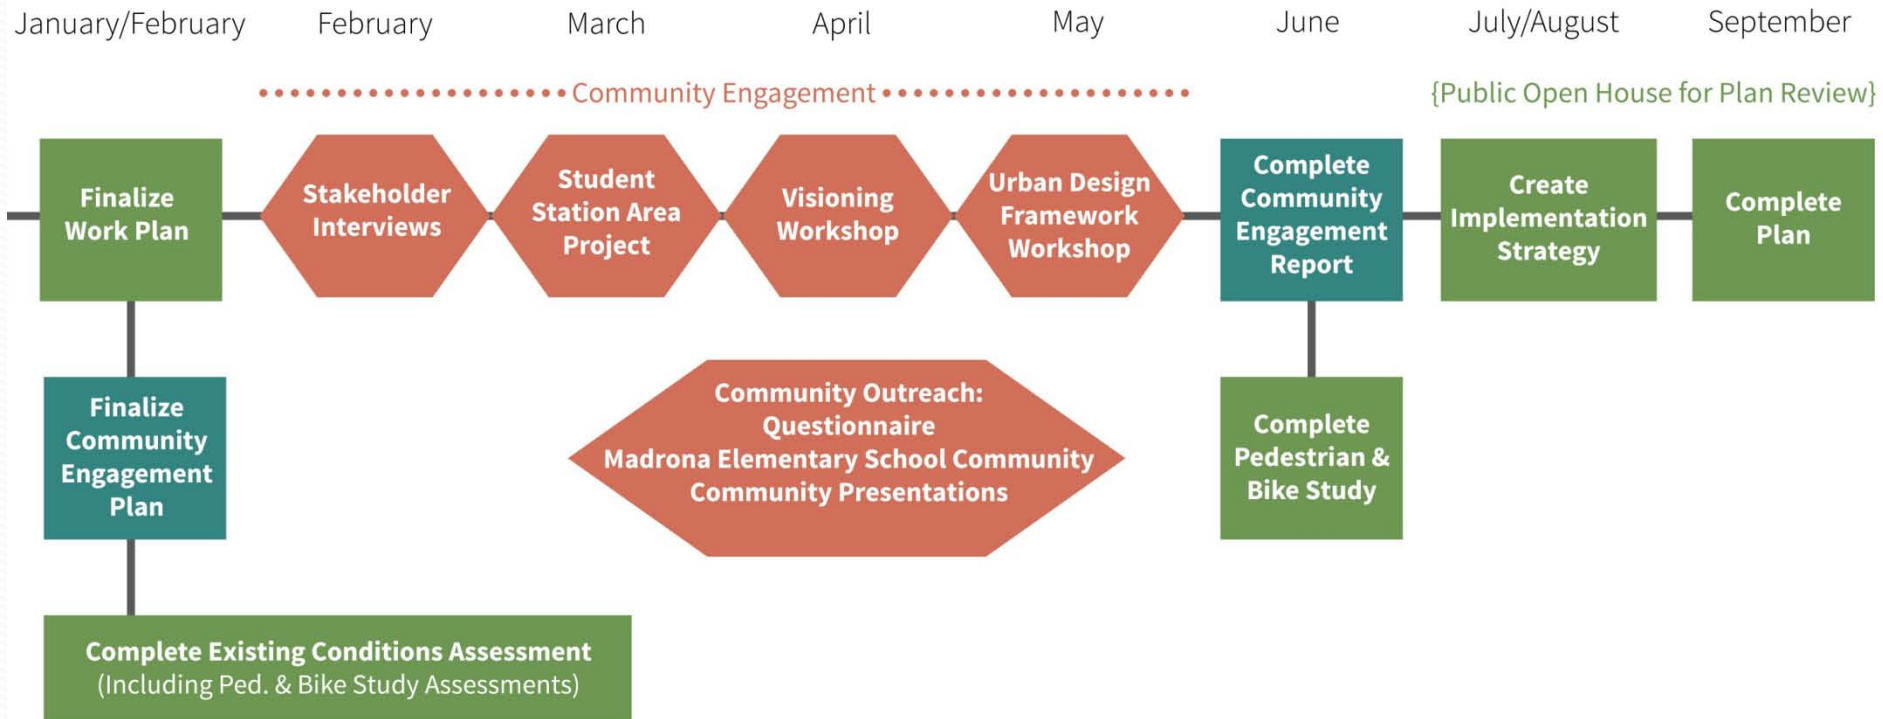 January/February
February
March
April
May
June
July/August
September
Community Engagement
{Public Open House for Plan Review}
Finalize
Work Plan
Stakeholder
Interviews
Student
Station Area
Project
Visioning
Workshop
Urban Design
Framework
Workshop
Complete
Community
Engagement
Report
Create
Implementation
Strategy
Complete
Plan
Finalize
Community
Engagement
Plan
Community Outreach:
Questionnaire
Madrona Elementary School Community
Community Presentations
Complete
Pedestrian &
Bike Study
Complete Existing Conditions Assessment
(Including Ped. & Bike Study Assessments)